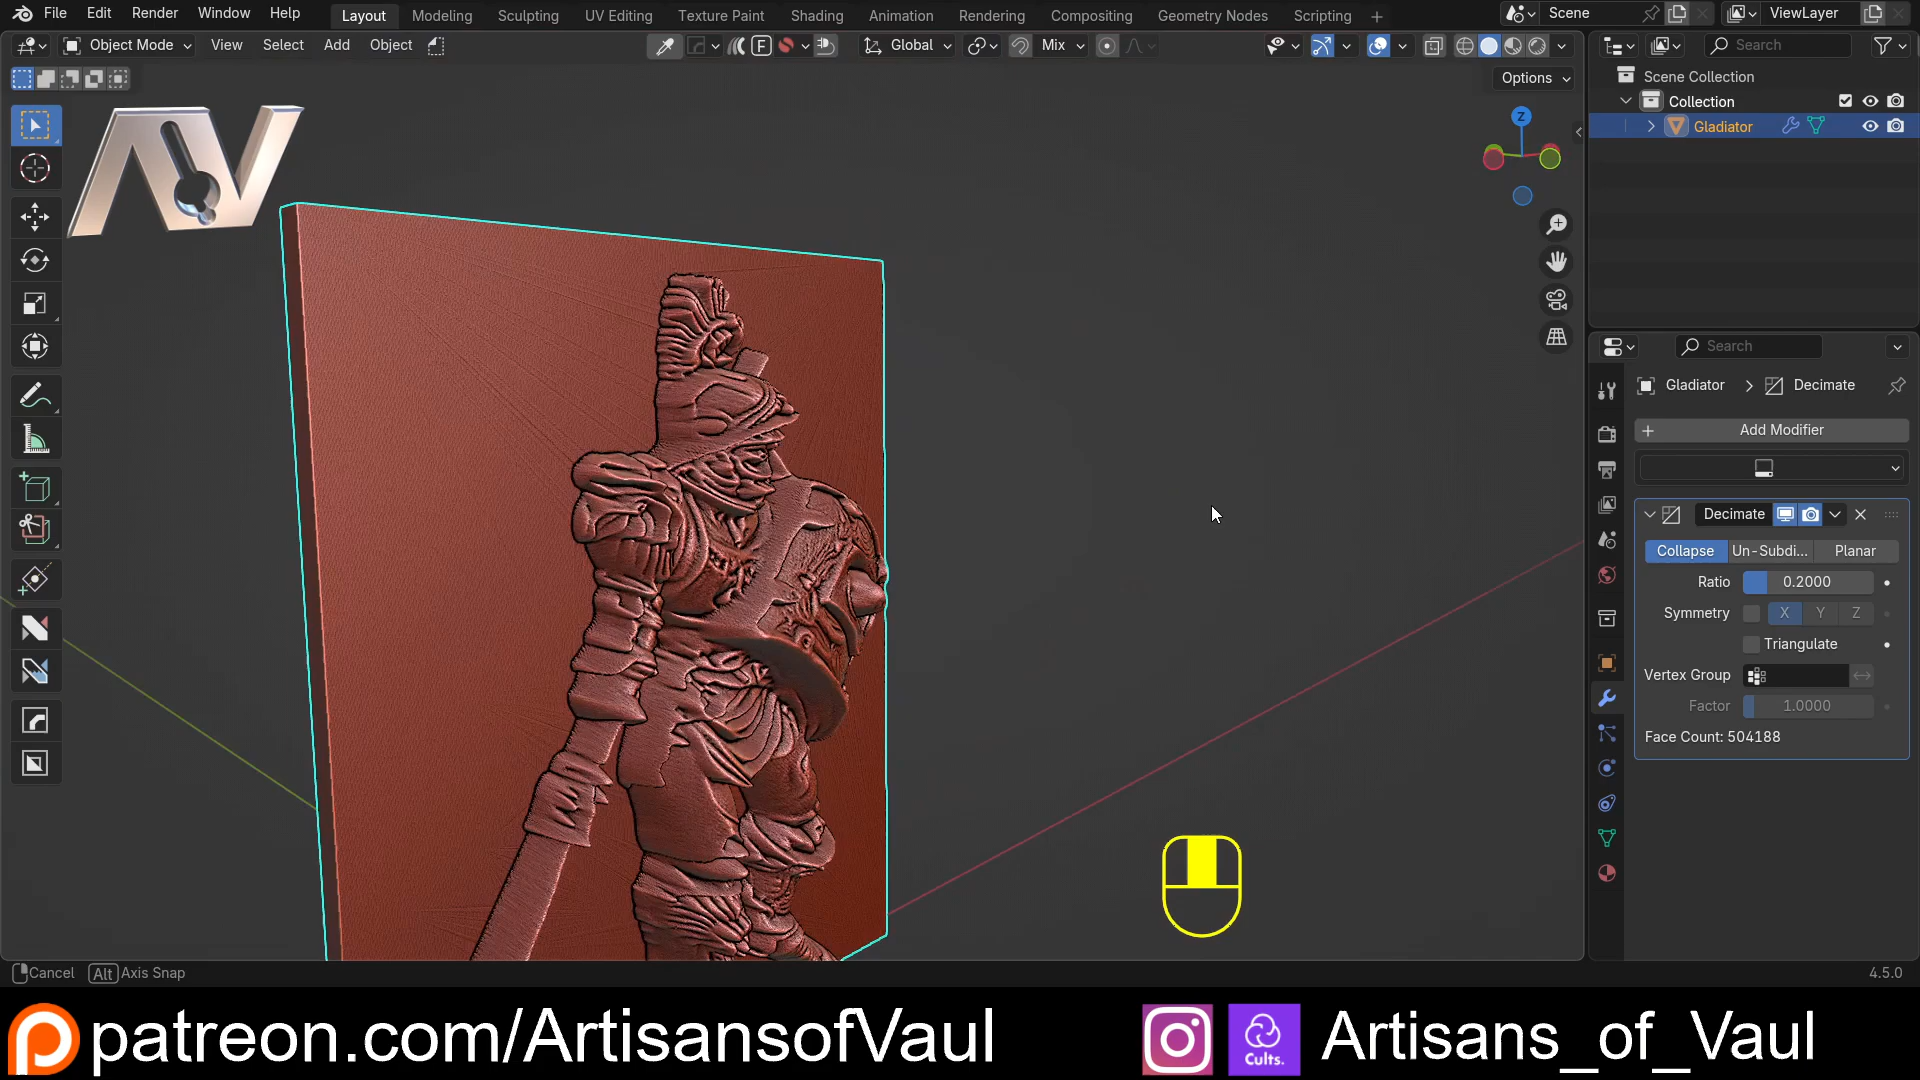 File Edit Render Window Help Layout Modeling Sculpting UV Editing Texture Paint Shading Animation Rendering Compositing Geometry Nodes Scripting + Scene ViewLayer
Object Mode View Select Add Object Global Mix Search
Options
Scene Collection
Collection
Gladiator
AV
Z
Search
Gladiator > Decimate
Add Modifier
Decimate
Collapse Un-Subdi... Planar
Ratio 0.2000
Symmetry X Y Z
Triangulate
Vertex Group
Factor 1.0000
Face Count: 504188
Cancel Alt Axis Snap 4.5.0
patreon.com/ArtisansofVaul Cults. Artisans_of_Vaul